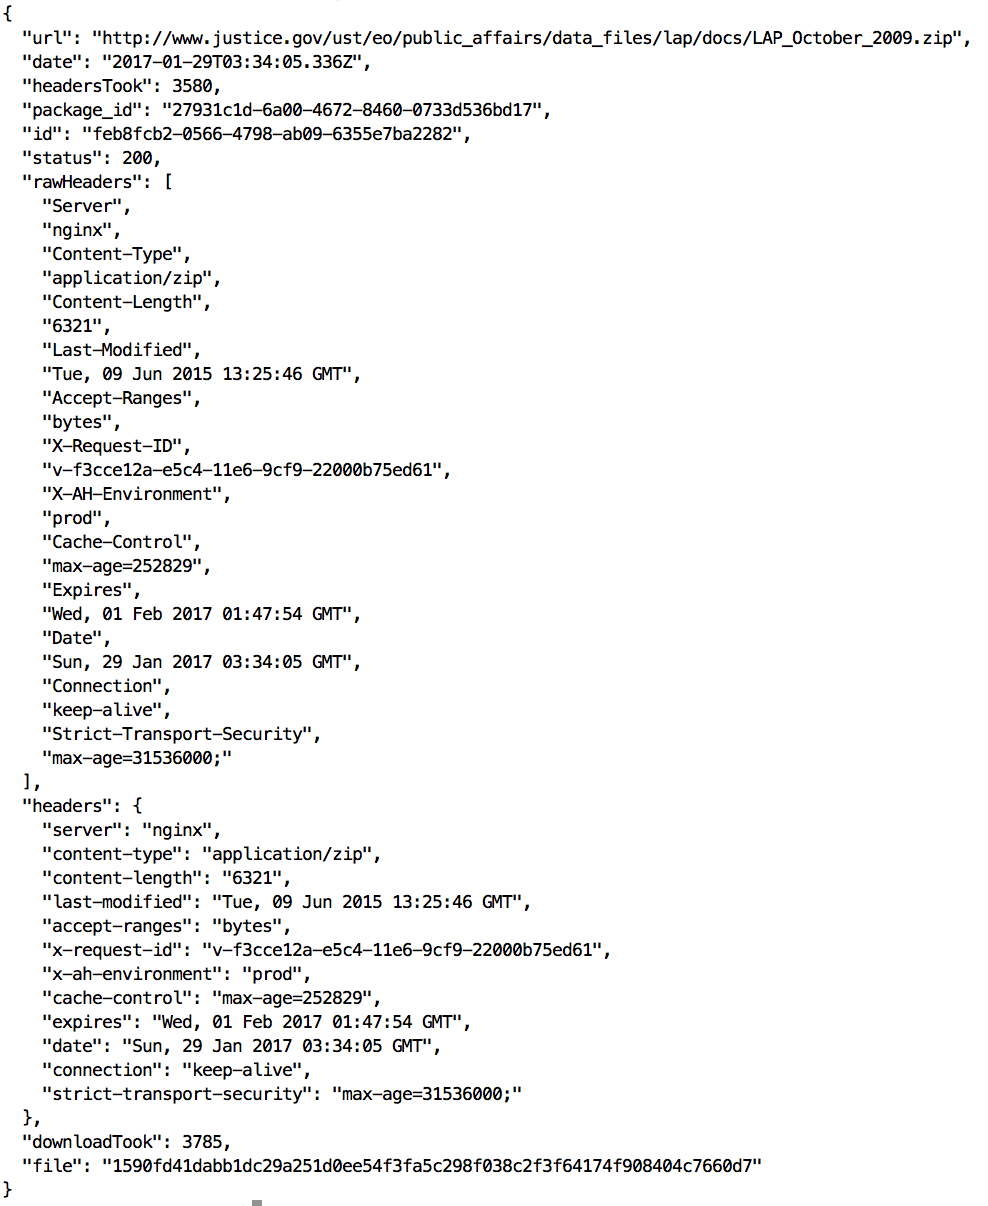 {
  "url": "http://www.justice.gov/ust/eo/public_affairs/data_files/lap/docs/LAP_October_2009.zip",
  "date": "2017-01-29T03:34:05.336Z",
  "headersTook": 3580,
  "package_id": "27931c1d-6a00-4672-8460-0733d536bd17",
  "id": "feb8fcb2-0566-4798-ab09-6355e7ba2282",
  "status": 200,
  "rawHeaders": [
    "Server",
    "nginx",
    "Content-Type",
    "application/zip",
    "Content-Length",
    "6321",
    "Last-Modified",
    "Tue, 09 Jun 2015 13:25:46 GMT",
    "Accept-Ranges",
    "bytes",
    "X-Request-ID",
    "v-f3cce12a-e5c4-11e6-9cf9-22000b75ed61",
    "X-AH-Environment",
    "prod",
    "Cache-Control",
    "max-age=252829",
    "Expires",
    "Wed, 01 Feb 2017 01:47:54 GMT",
    "Date",
    "Sun, 29 Jan 2017 03:34:05 GMT",
    "Connection",
    "keep-alive",
    "Strict-Transport-Security",
    "max-age=31536000;"
  ],
  "headers": {
    "server": "nginx",
    "content-type": "application/zip",
    "content-length": "6321",
    "last-modified": "Tue, 09 Jun 2015 13:25:46 GMT",
    "accept-ranges": "bytes",
    "x-request-id": "v-f3cce12a-e5c4-11e6-9cf9-22000b75ed61",
    "x-ah-environment": "prod",
    "cache-control": "max-age=252829",
    "expires": "Wed, 01 Feb 2017 01:47:54 GMT",
    "date": "Sun, 29 Jan 2017 03:34:05 GMT",
    "connection": "keep-alive",
    "strict-transport-security": "max-age=31536000;"
  },
  "downloadTook": 3785,
  "file": "1590fd41dabb1dc29a251d0ee54f3fa5c298f038c2f3f64174f908404c7660d7"
}